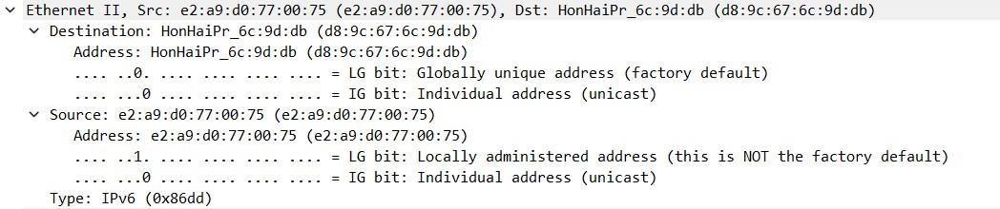 Ethernet II, Src: e2:a9:d0:77:00:75 (e2:a9:d0:77:00:75), Dst: HonHaiPr_6c:9d:db (d8:9c:67:6c:9d:db)
Destination: HonHaiPr_6c:9d:db (d8:9c:67:6c:9d:db)
Address: HonHaiPr_6c:9d:db (d8:9c:67:6c:9d:db)
.... ..0. .... .... .... .... = LG bit: Globally unique address (factory default)
.... ...0 .... .... .... .... = IG bit: Individual address (unicast)
Source: e2:a9:d0:77:00:75 (e2:a9:d0:77:00:75)
Address: e2:a9:d0:77:00:75 (e2:a9:d0:77:00:75)
.... ..1. .... .... .... .... = LG bit: Locally administered address (this is NOT the factory default)
.... ...0 .... .... .... .... = IG bit: Individual address (unicast)
Type: IPv6 (0x86dd)